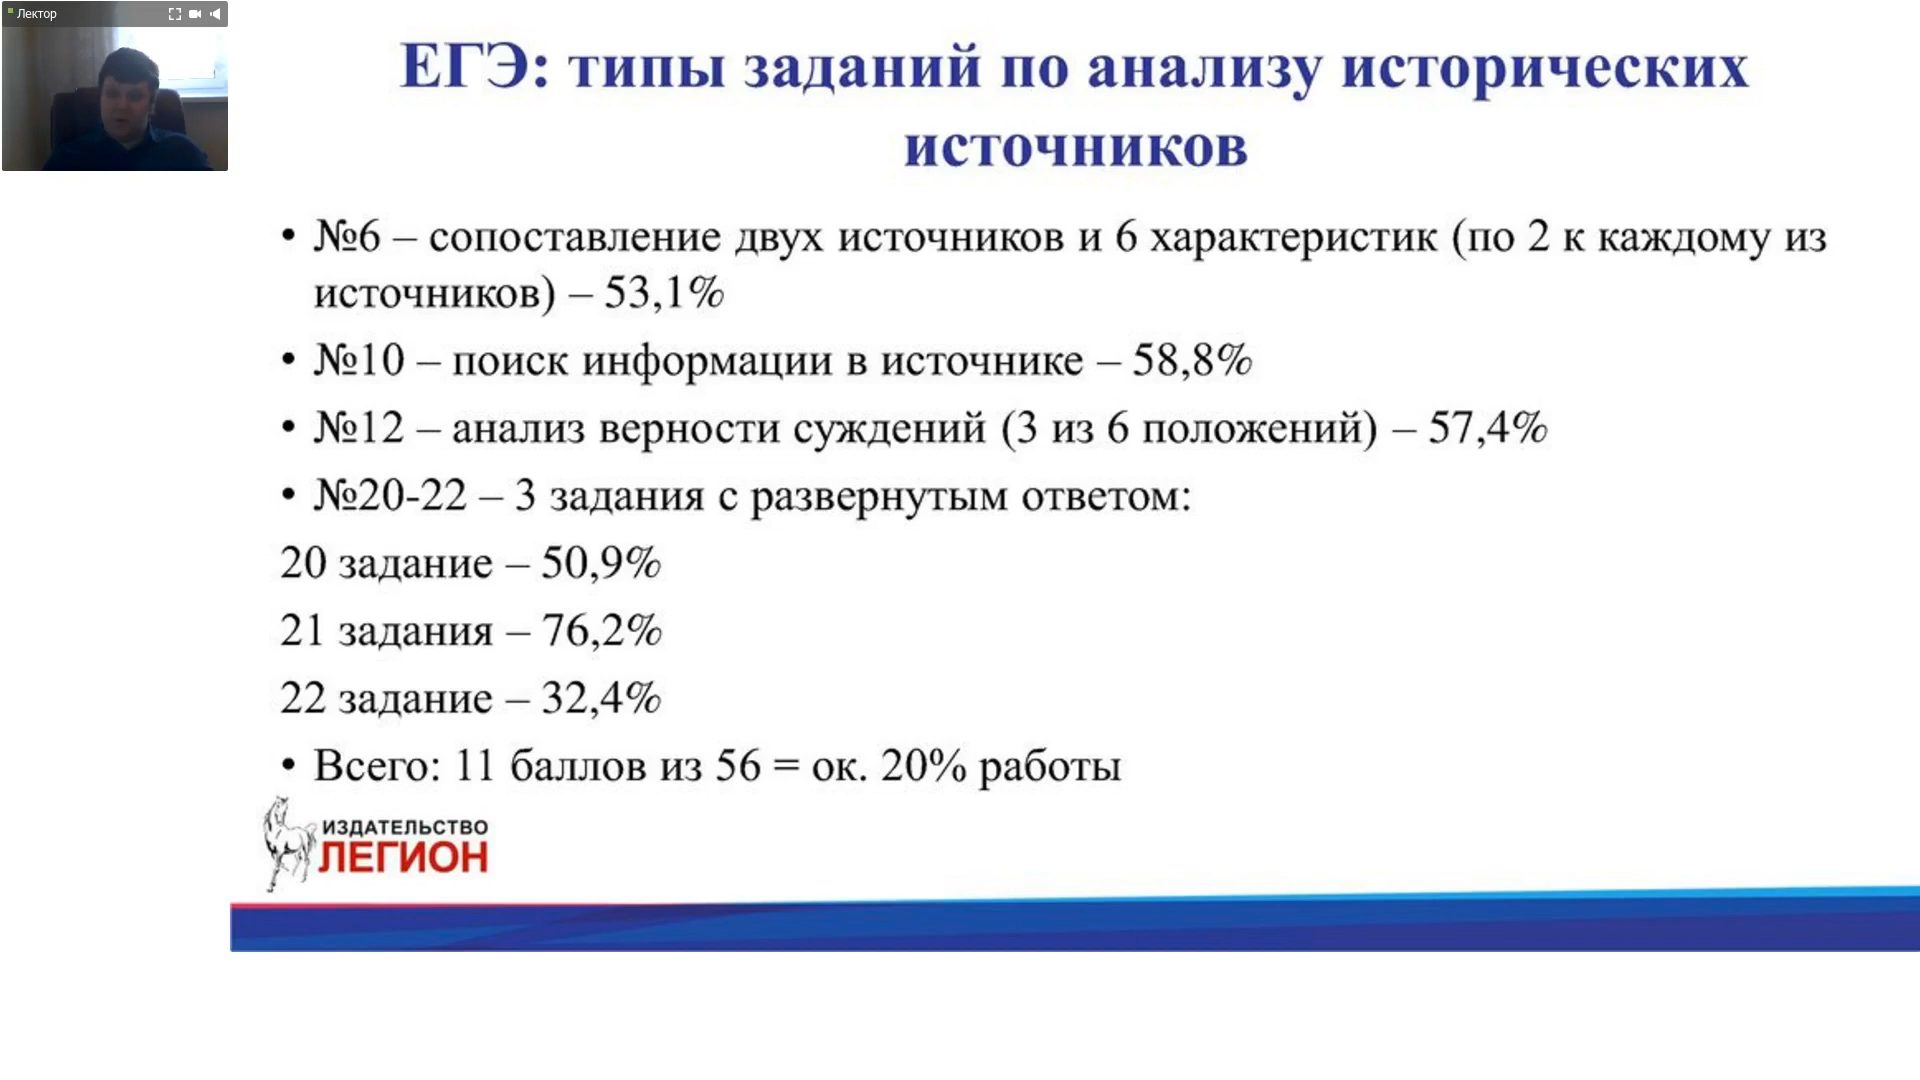 Лектор
ЕГЭ: типы заданий по анализу исторических
источников
• №6 – сопоставление двух источников и 6 характеристик (по 2 к каждому из
источников) – 53,1%
• №10 – поиск информации в источнике – 58,8%
• №12 – анализ верности суждений (3 из 6 положений) – 57,4%
• №20-22 – 3 задания с развернутым ответом:
20 задание – 50,9%
21 задания – 76,2%
22 задание – 32,4%
• Всего: 11 баллов из 56 = ок. 20% работы
ИЗДАТЕЛЬСТВО
ЛЕГИОН